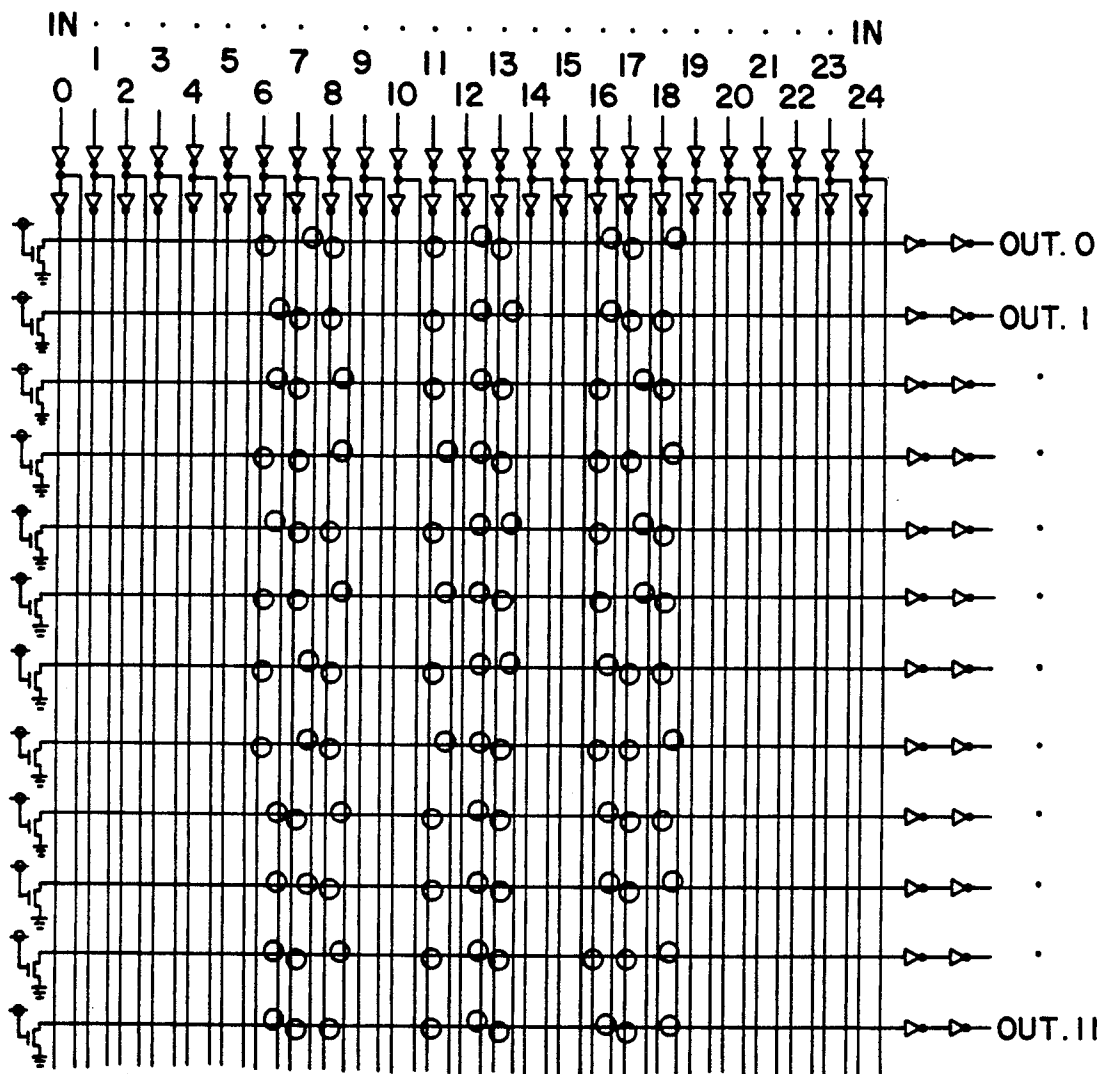 IN · · · · · · · · · · · · · · · · · · · · · · IN
1 3 5 7 9 11 13 15 17 19 21 23
0 2 4 6 8 10 12 14 16 18 20 22 24
OUT. 0
OUT. 1
OUT. 11